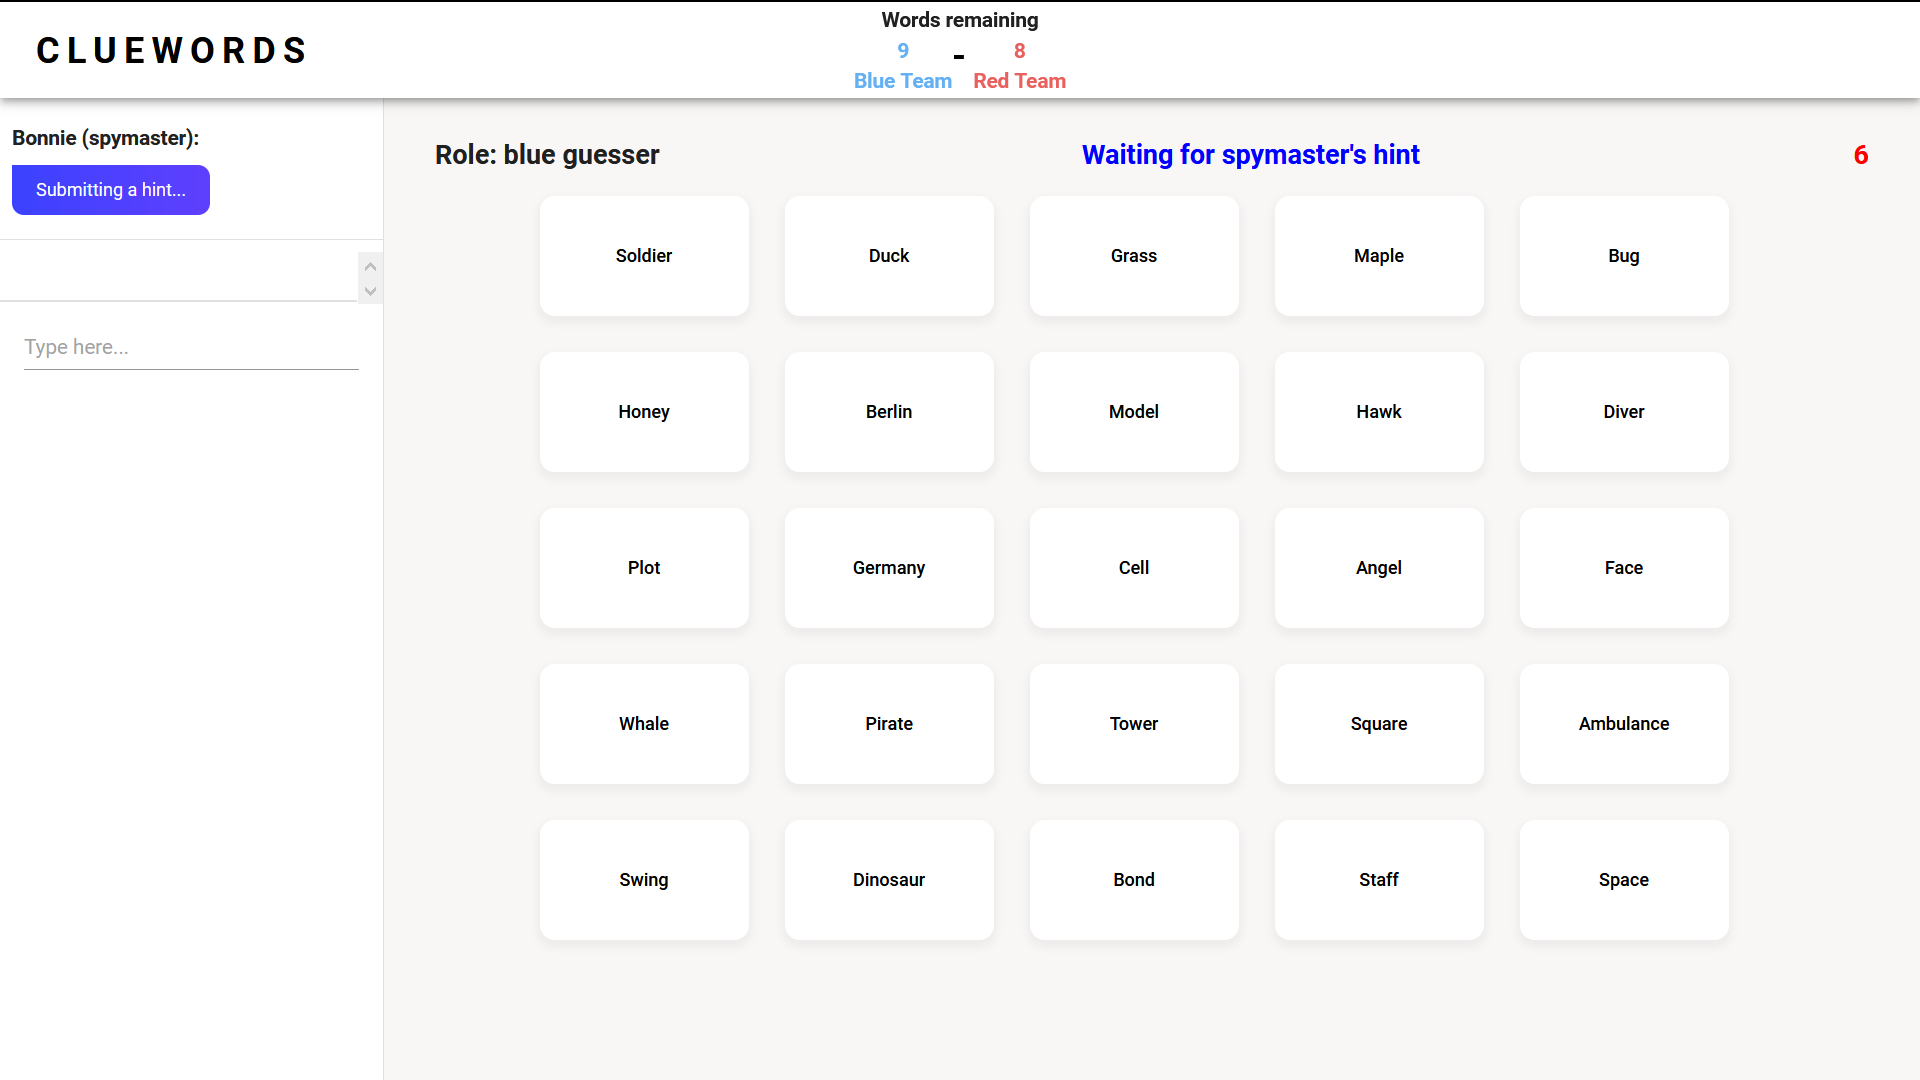 CLUEWORDS
Words remaining
9 - 8
Blue Team Red Team
Bonnie (spymaster):
Submitting a hint...
Type here...
Role: blue guesser
Waiting for spymaster's hint
6
Soldier Duck Grass Maple Bug
Honey Berlin Model Hawk Diver
Plot Germany Cell Angel Face
Whale Pirate Tower Square Ambulance
Swing Dinosaur Bond Staff Space